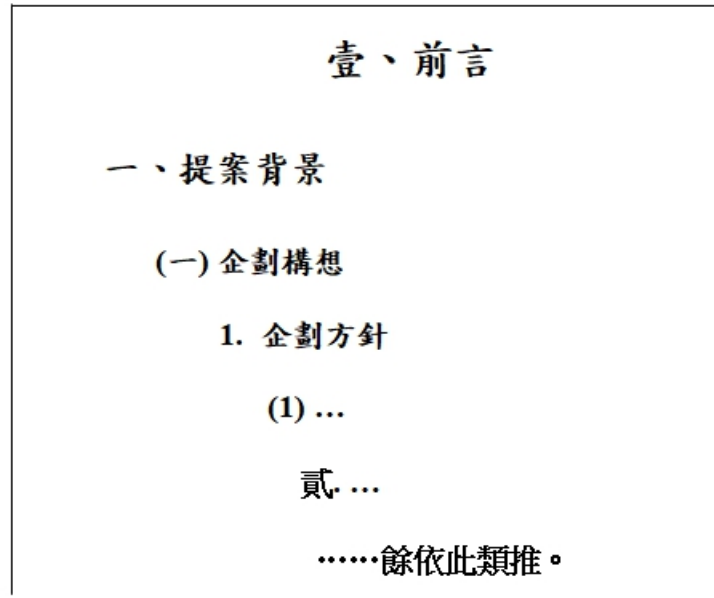 壹、前言
一、提案背景
(一) 企劃構想
1. 企劃方針
(1) …
貳. …
……餘依此類推。